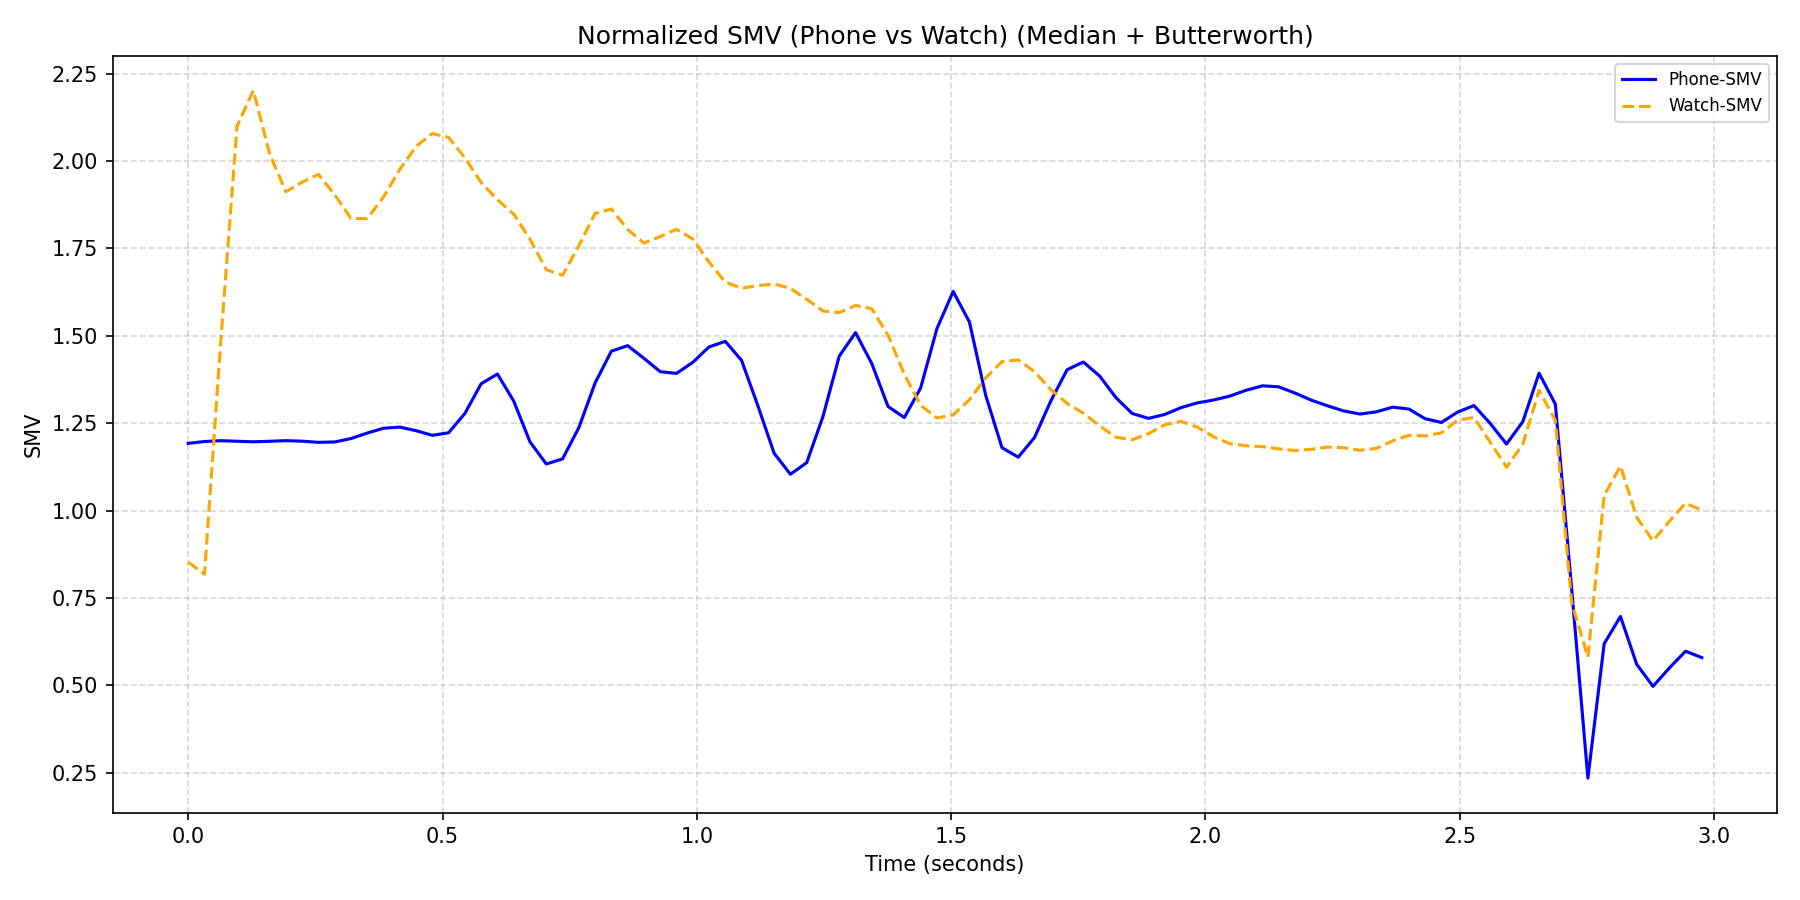 Normalized SMV (Phone vs Watch) (Median + Butterworth)
Phone-SMV
Watch-SMV
SMV
2.25
2.00
1.75
1.50
1.25
1.00
0.75
0.50
0.25
0.0 0.5 1.0 1.5 2.0 2.5 3.0
Time (seconds)